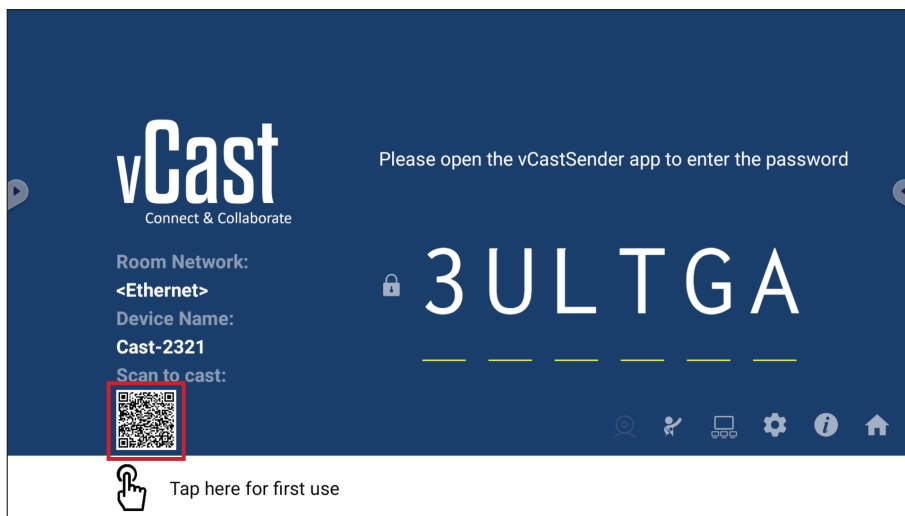 vCast
Connect & Collaborate
Please open the vCastSender app to enter the password
Room Network:
<Ethernet>
Device Name:
Cast-2321
Scan to cast:
3ULTGA
Tap here for first use